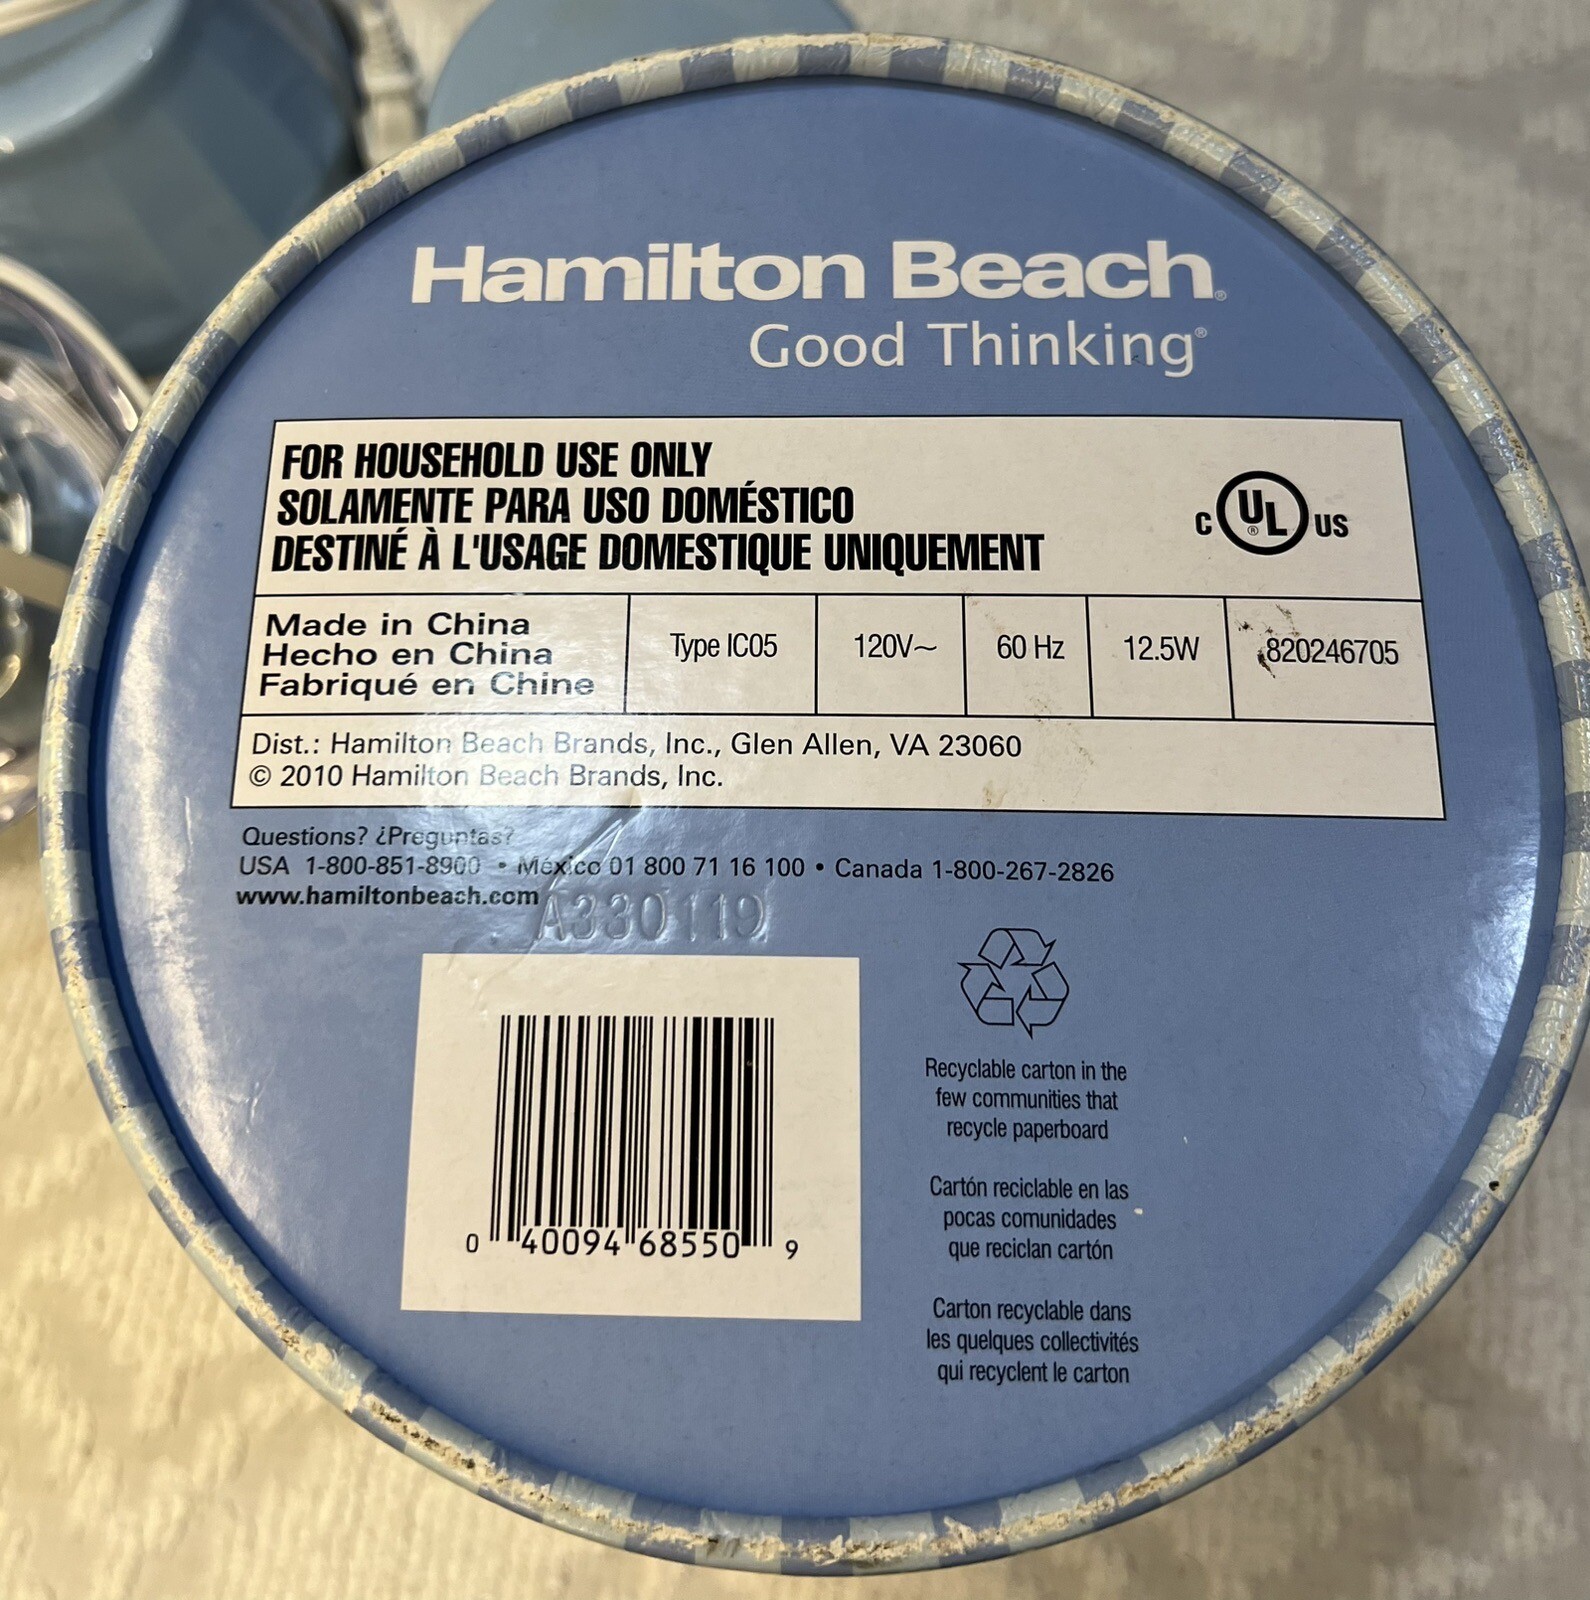 Hamilton Beach®
Good Thinking®
FOR HOUSEHOLD USE ONLY
SOLAMENTE PARA USO DOMÉSTICO
DESTINÉ À L'USAGE DOMESTIQUE UNIQUEMENT
C UL® US
Made in China
Hecho en China
Fabriqué en Chine
Type IC05
120V~
60 Hz
12.5W
820246705
Dist.: Hamilton Beach Brands, Inc., Glen Allen, VA 23060
© 2010 Hamilton Beach Brands, Inc.
Questions? ¿Preguntas?
USA 1-800-851-8900 • México 01 800 71 16 100 • Canada 1-800-267-2826
www.hamiltonbeach.com
A330119
0 40094 68550 9
Recyclable carton in the
few communities that
recycle paperboard
Cartón reciclable en las
pocas comunidades
que reciclan cartón
Carton recyclable dans
les quelques collectivités
qui recyclent le carton